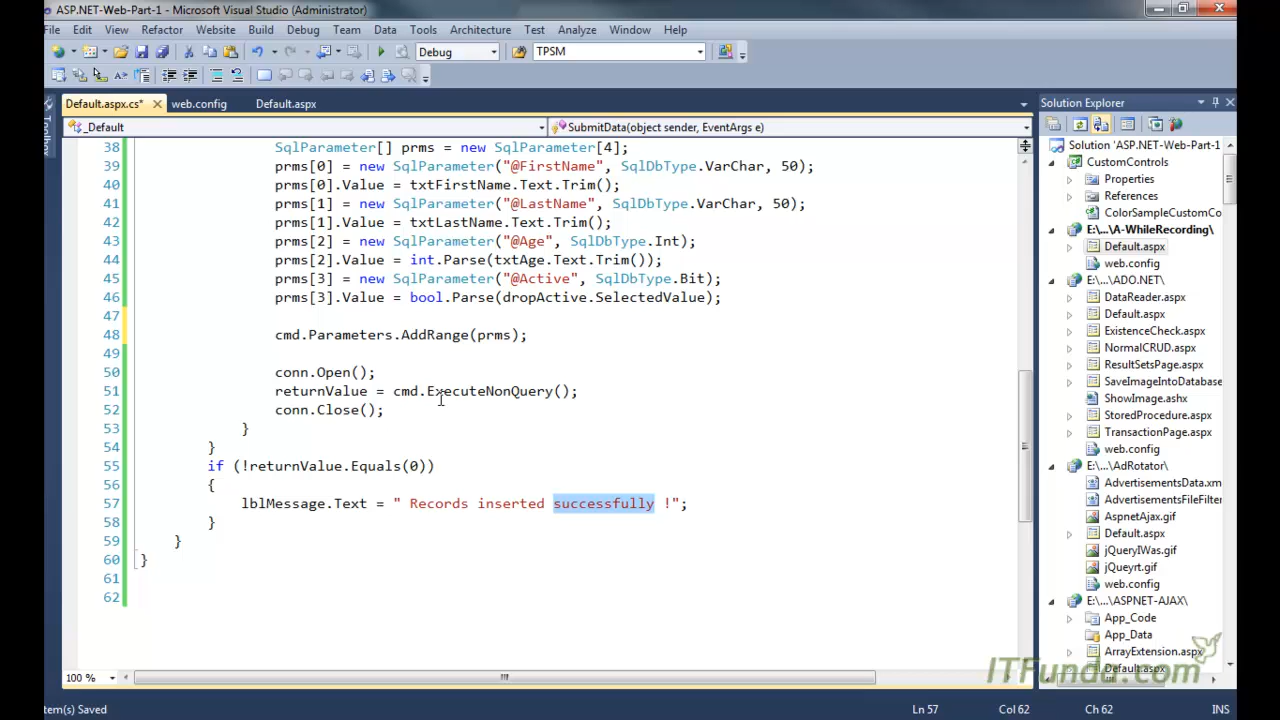 ASP.NET-Web-Part-1 - Microsoft Visual Studio (Administrator)
File Edit View Refactor Website Build Debug Team Data Tools Architecture Test Analyze Window Help
Debug TPSM
Default.aspx.cs* web.config Default.aspx
Solution Explorer
Toolbox
_Default SubmitData(object sender, EventArgs e)
38 SqlParameter[] prms = new SqlParameter[4];
39 prms[0] = new SqlParameter("@FirstName", SqlDbType.VarChar, 50);
40 prms[0].Value = txtFirstName.Text.Trim();
41 prms[1] = new SqlParameter("@LastName", SqlDbType.VarChar, 50);
42 prms[1].Value = txtLastName.Text.Trim();
43 prms[2] = new SqlParameter("@Age", SqlDbType.Int);
44 prms[2].Value = int.Parse(txtAge.Text.Trim());
45 prms[3] = new SqlParameter("@Active", SqlDbType.Bit);
46 prms[3].Value = bool.Parse(dropActive.SelectedValue);
47
48 cmd.Parameters.AddRange(prms);
49
50 conn.Open();
51 returnValue = cmd.ExecuteNonQuery();
52 conn.Close();
53 }
54 }
55 if (!returnValue.Equals(0))
56 {
57 lblMessage.Text = " Records inserted successfully !";
58 }
59 }
60 }
61
62
Solution 'ASP.NET-Web-Part-1
CustomControls
Properties
References
ColorSampleCustomCo
E:\...\A-WhileRecording\
Default.aspx
web.config
E:\...\ADO.NET\
DataReader.aspx
Default.aspx
ExistenceCheck.aspx
NormalCRUD.aspx
ResultSetsPage.aspx
SaveImageIntoDatabase
ShowImage.ashx
StoredProcedure.aspx
TransactionPage.aspx
web.config
E:\...\AdRotator\
AdvertisementsData.xm
AdvertisementsFileFilter
AspnetAjax.gif
Default.aspx
jQueryIWas.gif
jQueyrt.gif
web.config
E:\...\ASPNET-AJAX\
App_Code
App_Data
ArrayExtension.aspx
Default.aspx
ITFunda.com
100 %
tem(s) Saved Ln 57 Col 62 Ch 62 INS